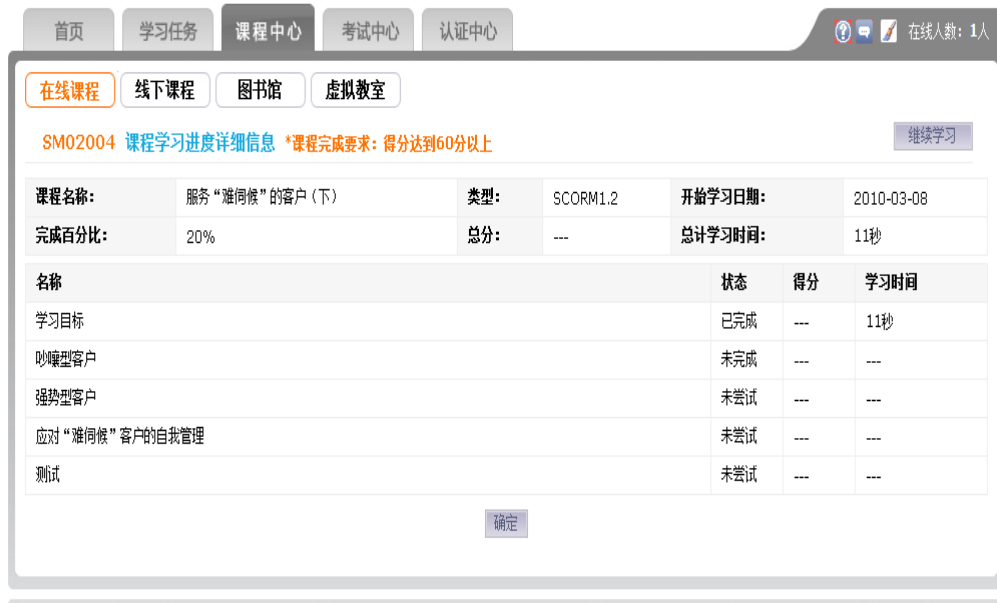 首页 学习任务 课程中心 考试中心 认证中心 在线人数: 1人
在线课程 线下课程 图书馆 虚拟教室
SM02004 课程学习进度详细信息 *课程完成要求: 得分达到60分以上 继续学习
课程名称: 服务“难伺候”的客户(下) 类型: SCORM1.2 开始学习日期: 2010-03-08
完成百分比: 20% 总分: --- 总计学习时间: 11秒
名称 状态 得分 学习时间
学习目标 已完成 --- 11秒
吵嚷型客户 未完成 --- ---
强势型客户 未尝试 --- ---
应对“难伺候”客户的自我管理 未尝试 --- ---
测试 未尝试 --- ---
确定